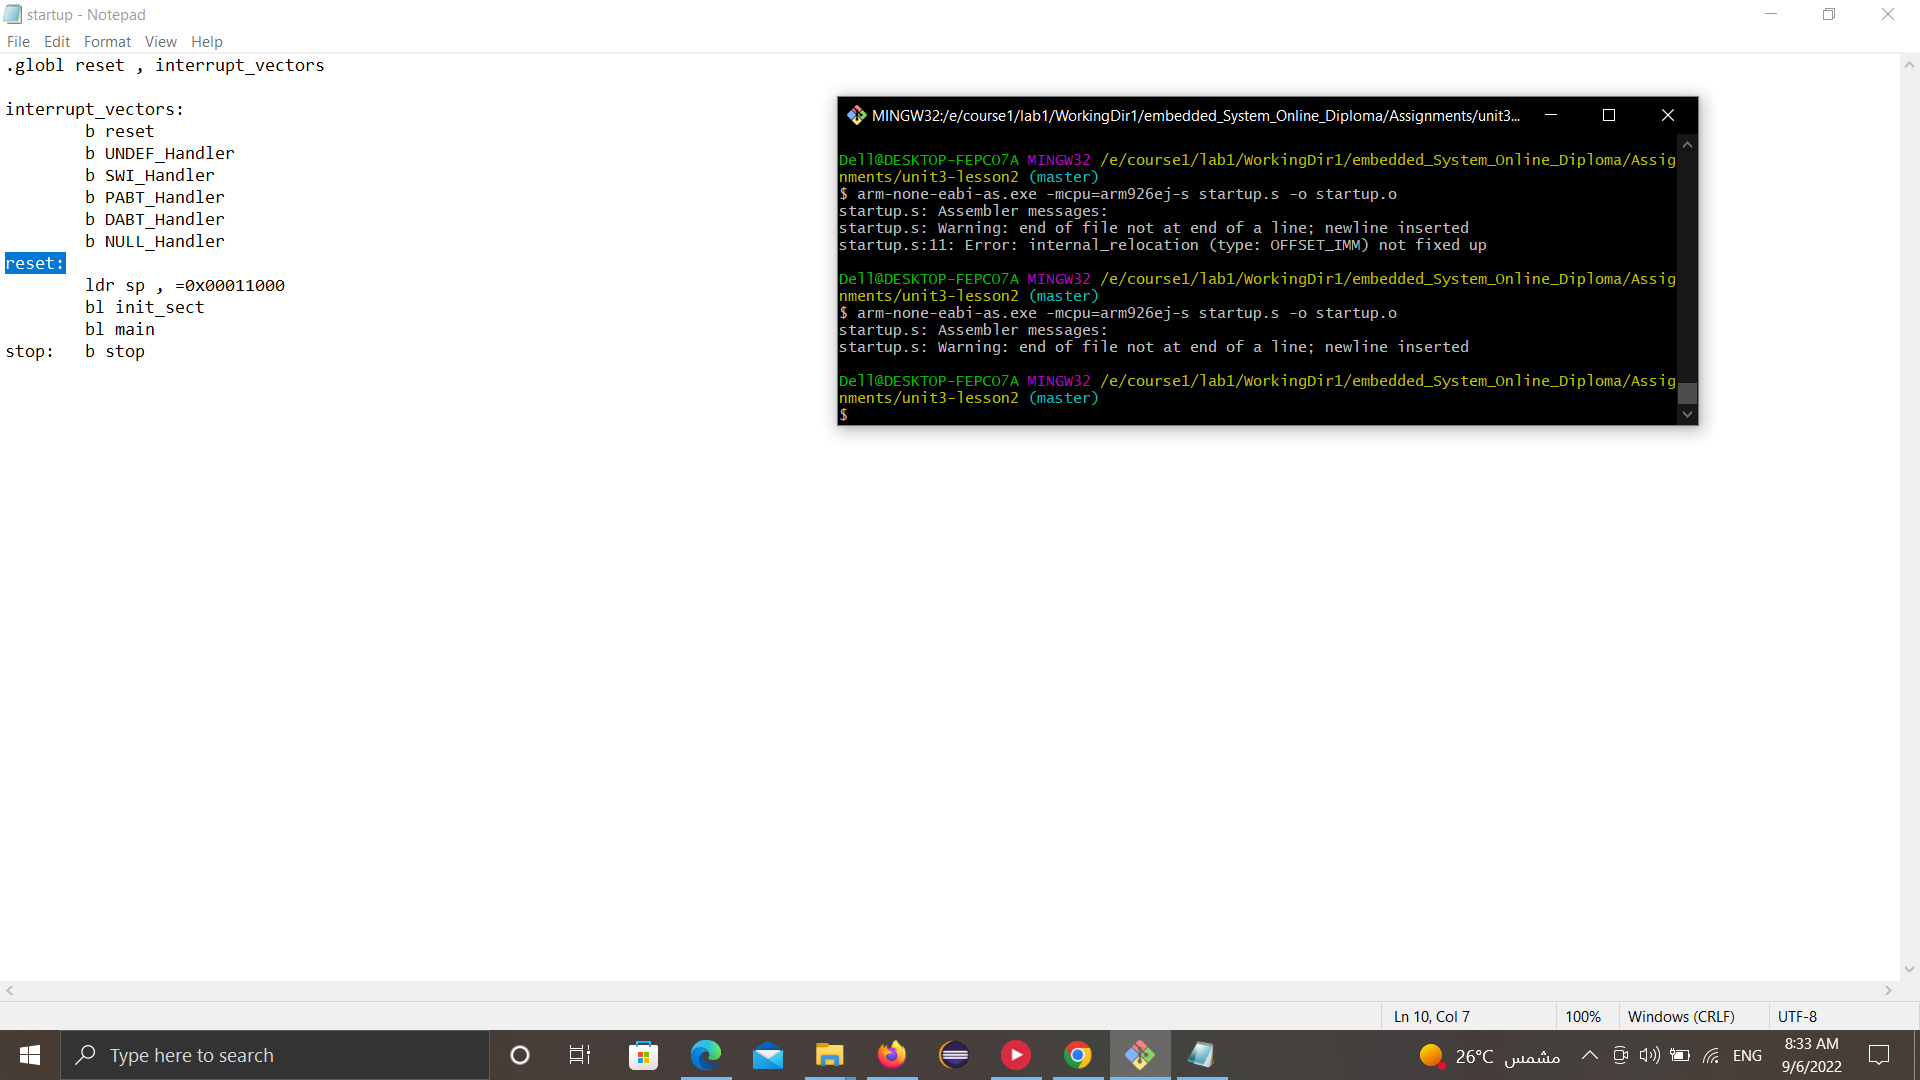 startup - Notepad
File Edit Format View Help
.globl reset , interrupt_vectors
interrupt_vectors:
b reset
b UNDEF_Handler
b SWI_Handler
b PABT_Handler
b DABT_Handler
b NULL_Handler
reset:
ldr sp , =0x00011000
bl init_sect
bl main
stop: b stop
MINGW32:/e/course1/lab1/WorkingDir1/embedded_System_Online_Diploma/Assignments/unit3...
Dell@DESKTOP-FEPCO7A MINGW32 /e/course1/lab1/WorkingDir1/embedded_System_Online_Diploma/Assig
nments/unit3-lesson2 (master)
$ arm-none-eabi-as.exe -mcpu=arm926ej-s startup.s -o startup.o
startup.s: Assembler messages:
startup.s: Warning: end of file not at end of a line; newline inserted
startup.s:11: Error: internal_relocation (type: OFFSET_IMM) not fixed up
Dell@DESKTOP-FEPCO7A MINGW32 /e/course1/lab1/WorkingDir1/embedded_System_Online_Diploma/Assig
nments/unit3-lesson2 (master)
$ arm-none-eabi-as.exe -mcpu=arm926ej-s startup.s -o startup.o
startup.s: Assembler messages:
startup.s: Warning: end of file not at end of a line; newline inserted
Dell@DESKTOP-FEPCO7A MINGW32 /e/course1/lab1/WorkingDir1/embedded_System_Online_Diploma/Assig
nments/unit3-lesson2 (master)
$
Ln 10, Col 7 100% Windows (CRLF) UTF-8
Type here to search
26°C مشمس ENG
8:33 AM
9/6/2022